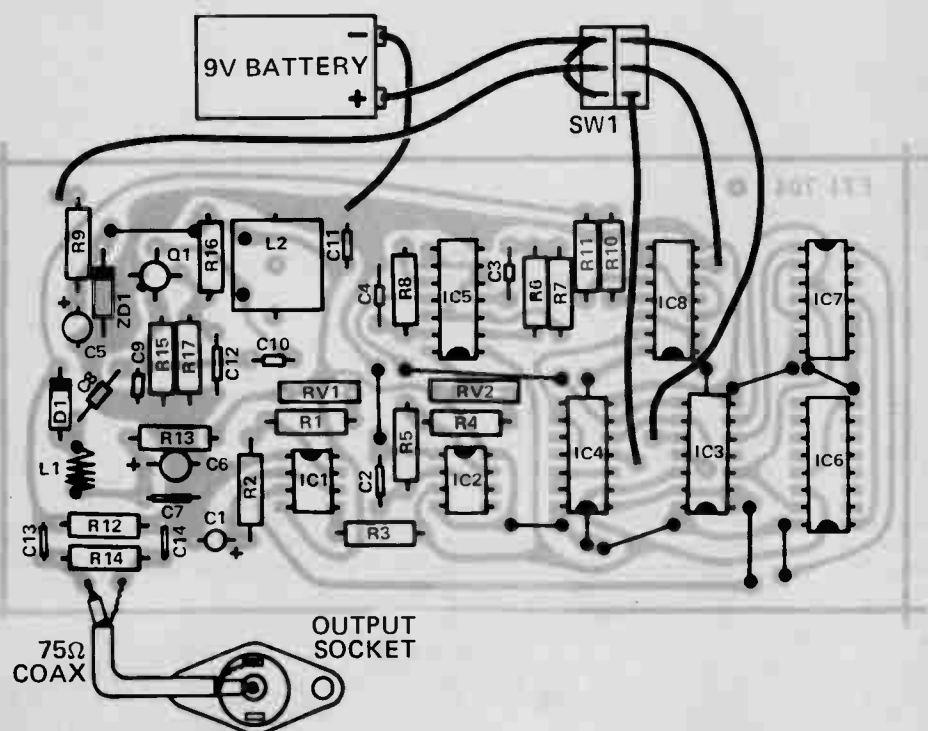 9V BATTERY
−
+
SW1
ETI 704
R9
Q1
R16
L2
C11
C4
R8
IC5
C3
R6
R7
R11
R10
IC8
IC7
ZD1
+
C5
C9
R15
R17
C12
C10
D1
C8
RV1
RV2
R1
R4
R13
L1
+
C6
R2
IC1
C2
R5
IC2
IC4
IC3
IC6
C7
C13
R12
R14
C14
C1
+
R3
75Ω
COAX
OUTPUT
SOCKET